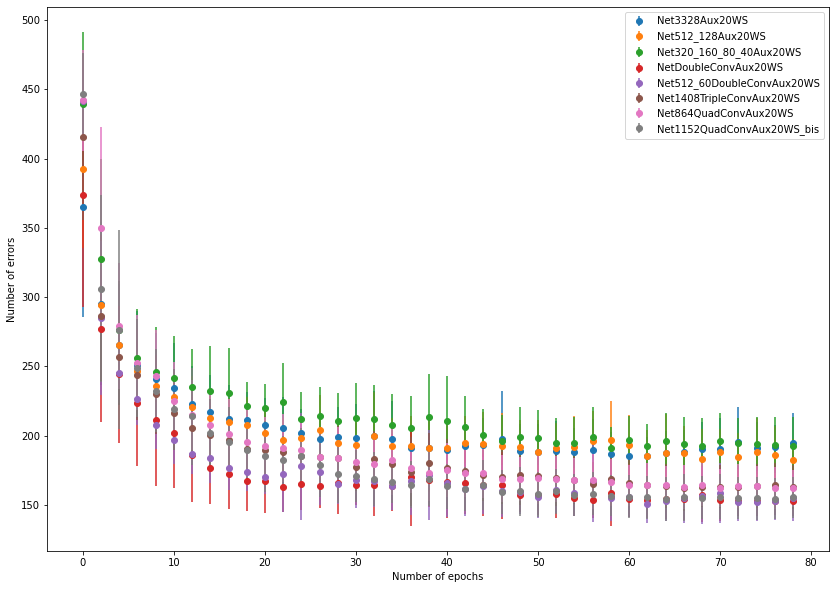 500
450
400
350
300
250
200
150
Number of errors
Net3328Aux20WS
Net512_128Aux20WS
Net320_160_80_40Aux20WS
NetDoubleConvAux20WS
Net512_60DoubleConvAux20WS
Net1408TripleConvAux20WS
Net864QuadConvAux20WS
Net1152QuadConvAux20WS_bis
0 10 20 30 40 50 60 70 80
Number of epochs